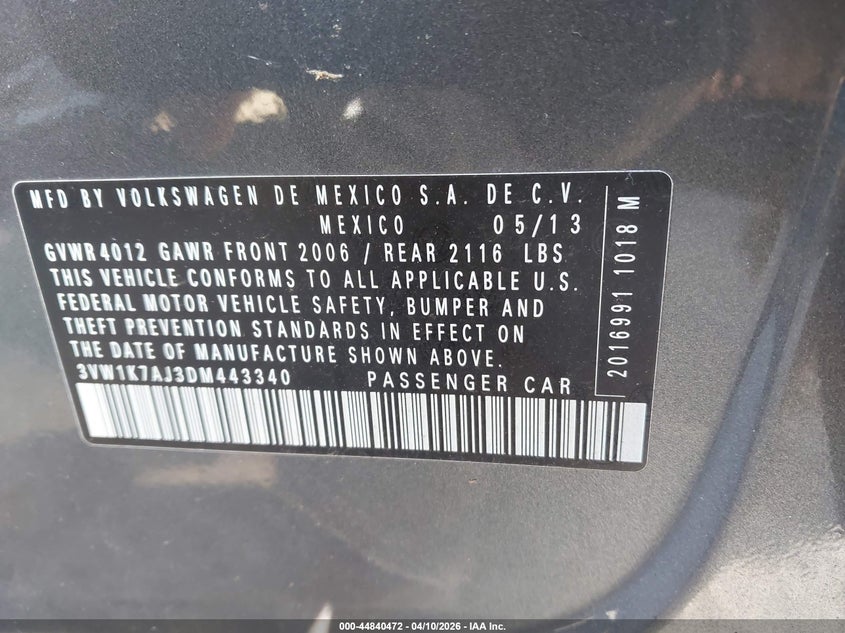 MFD BY VOLKSWAGEN DE MEXICO S.A. DE C.V.
MEXICO 05/13
GVWR 4012 GAWR FRONT 2006 / REAR 2116 LBS
THIS VEHICLE CONFORMS TO ALL APPLICABLE U.S.
FEDERAL MOTOR VEHICLE SAFETY, BUMPER AND
THEFT PREVENTION STANDARDS IN EFFECT ON
THE DATE OF MANUFACTURE SHOWN ABOVE.
3VW1K7AJ3DM443340 PASSENGER CAR
2016991 1018 M
000-44840472 - 04/10/2026 - IAA Inc.